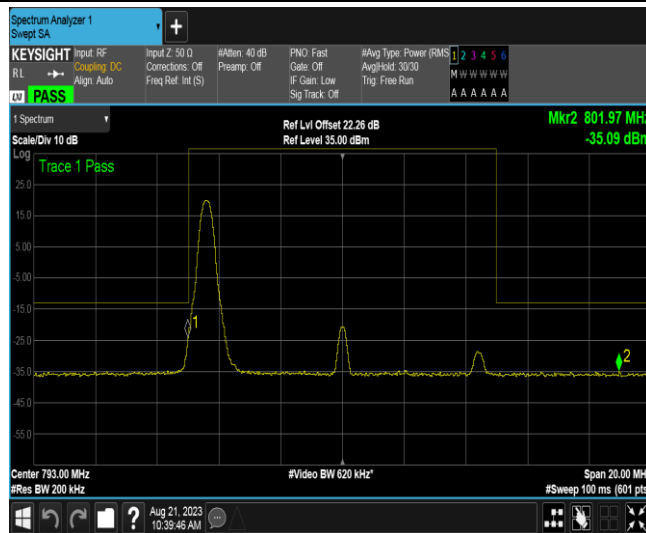 Spectrum Analyzer 1
Swept SA
+
KEYSIGHT Input: RF Input Z: 50 Ω #Atten: 40 dB PNO: Fast #Avg Type: Power (RMS 1 2 3 4 5 6
RL Coupling: DC Corrections: Off Preamp: Off Gate: Off Avg|Hold: 30/30 M W W W W W
Align: Auto Freq Ref: Int (S) IF Gain: Low Trig: Free Run
Sig Track: Off A A A A A A
LXI PASS
1 Spectrum Ref Lvl Offset 22.26 dB Mkr2 801.97 MHz
Scale/Div 10 dB Ref Level 35.00 dBm -35.09 dBm
Log Trace 1 Pass
25.0
15.0
5.00
-5.00
-15.0
1
-25.0
2
-35.0
-45.0
-55.0
Center 793.00 MHz #Video BW 620 kHz* Span 20.00 MH
#Res BW 200 kHz #Sweep 100 ms (601 pts
? Aug 21, 2023
10:39:46 AM